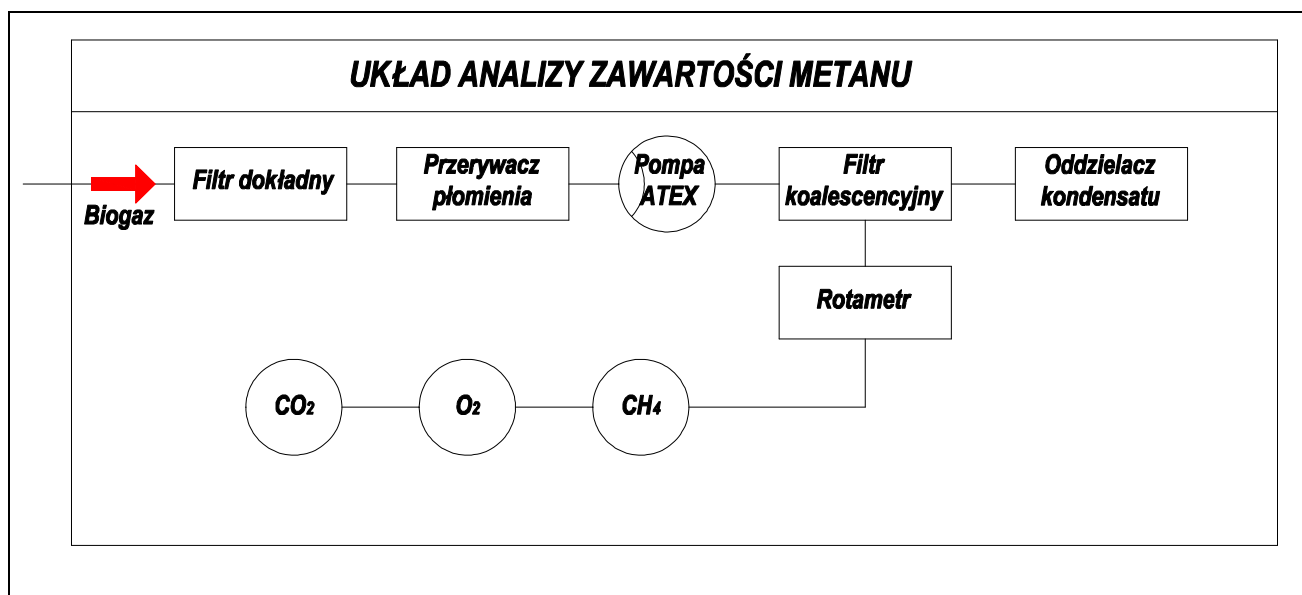 UKŁAD ANALIZY ZAWARTOŚCI METANU
Biogaz
Filtr dokładny
Przerywacz
płomienia
Pompa
ATEX
Filtr
koalescencyjny
Oddzielacz
kondensatu
Rotametr
CO2
O2
CH4